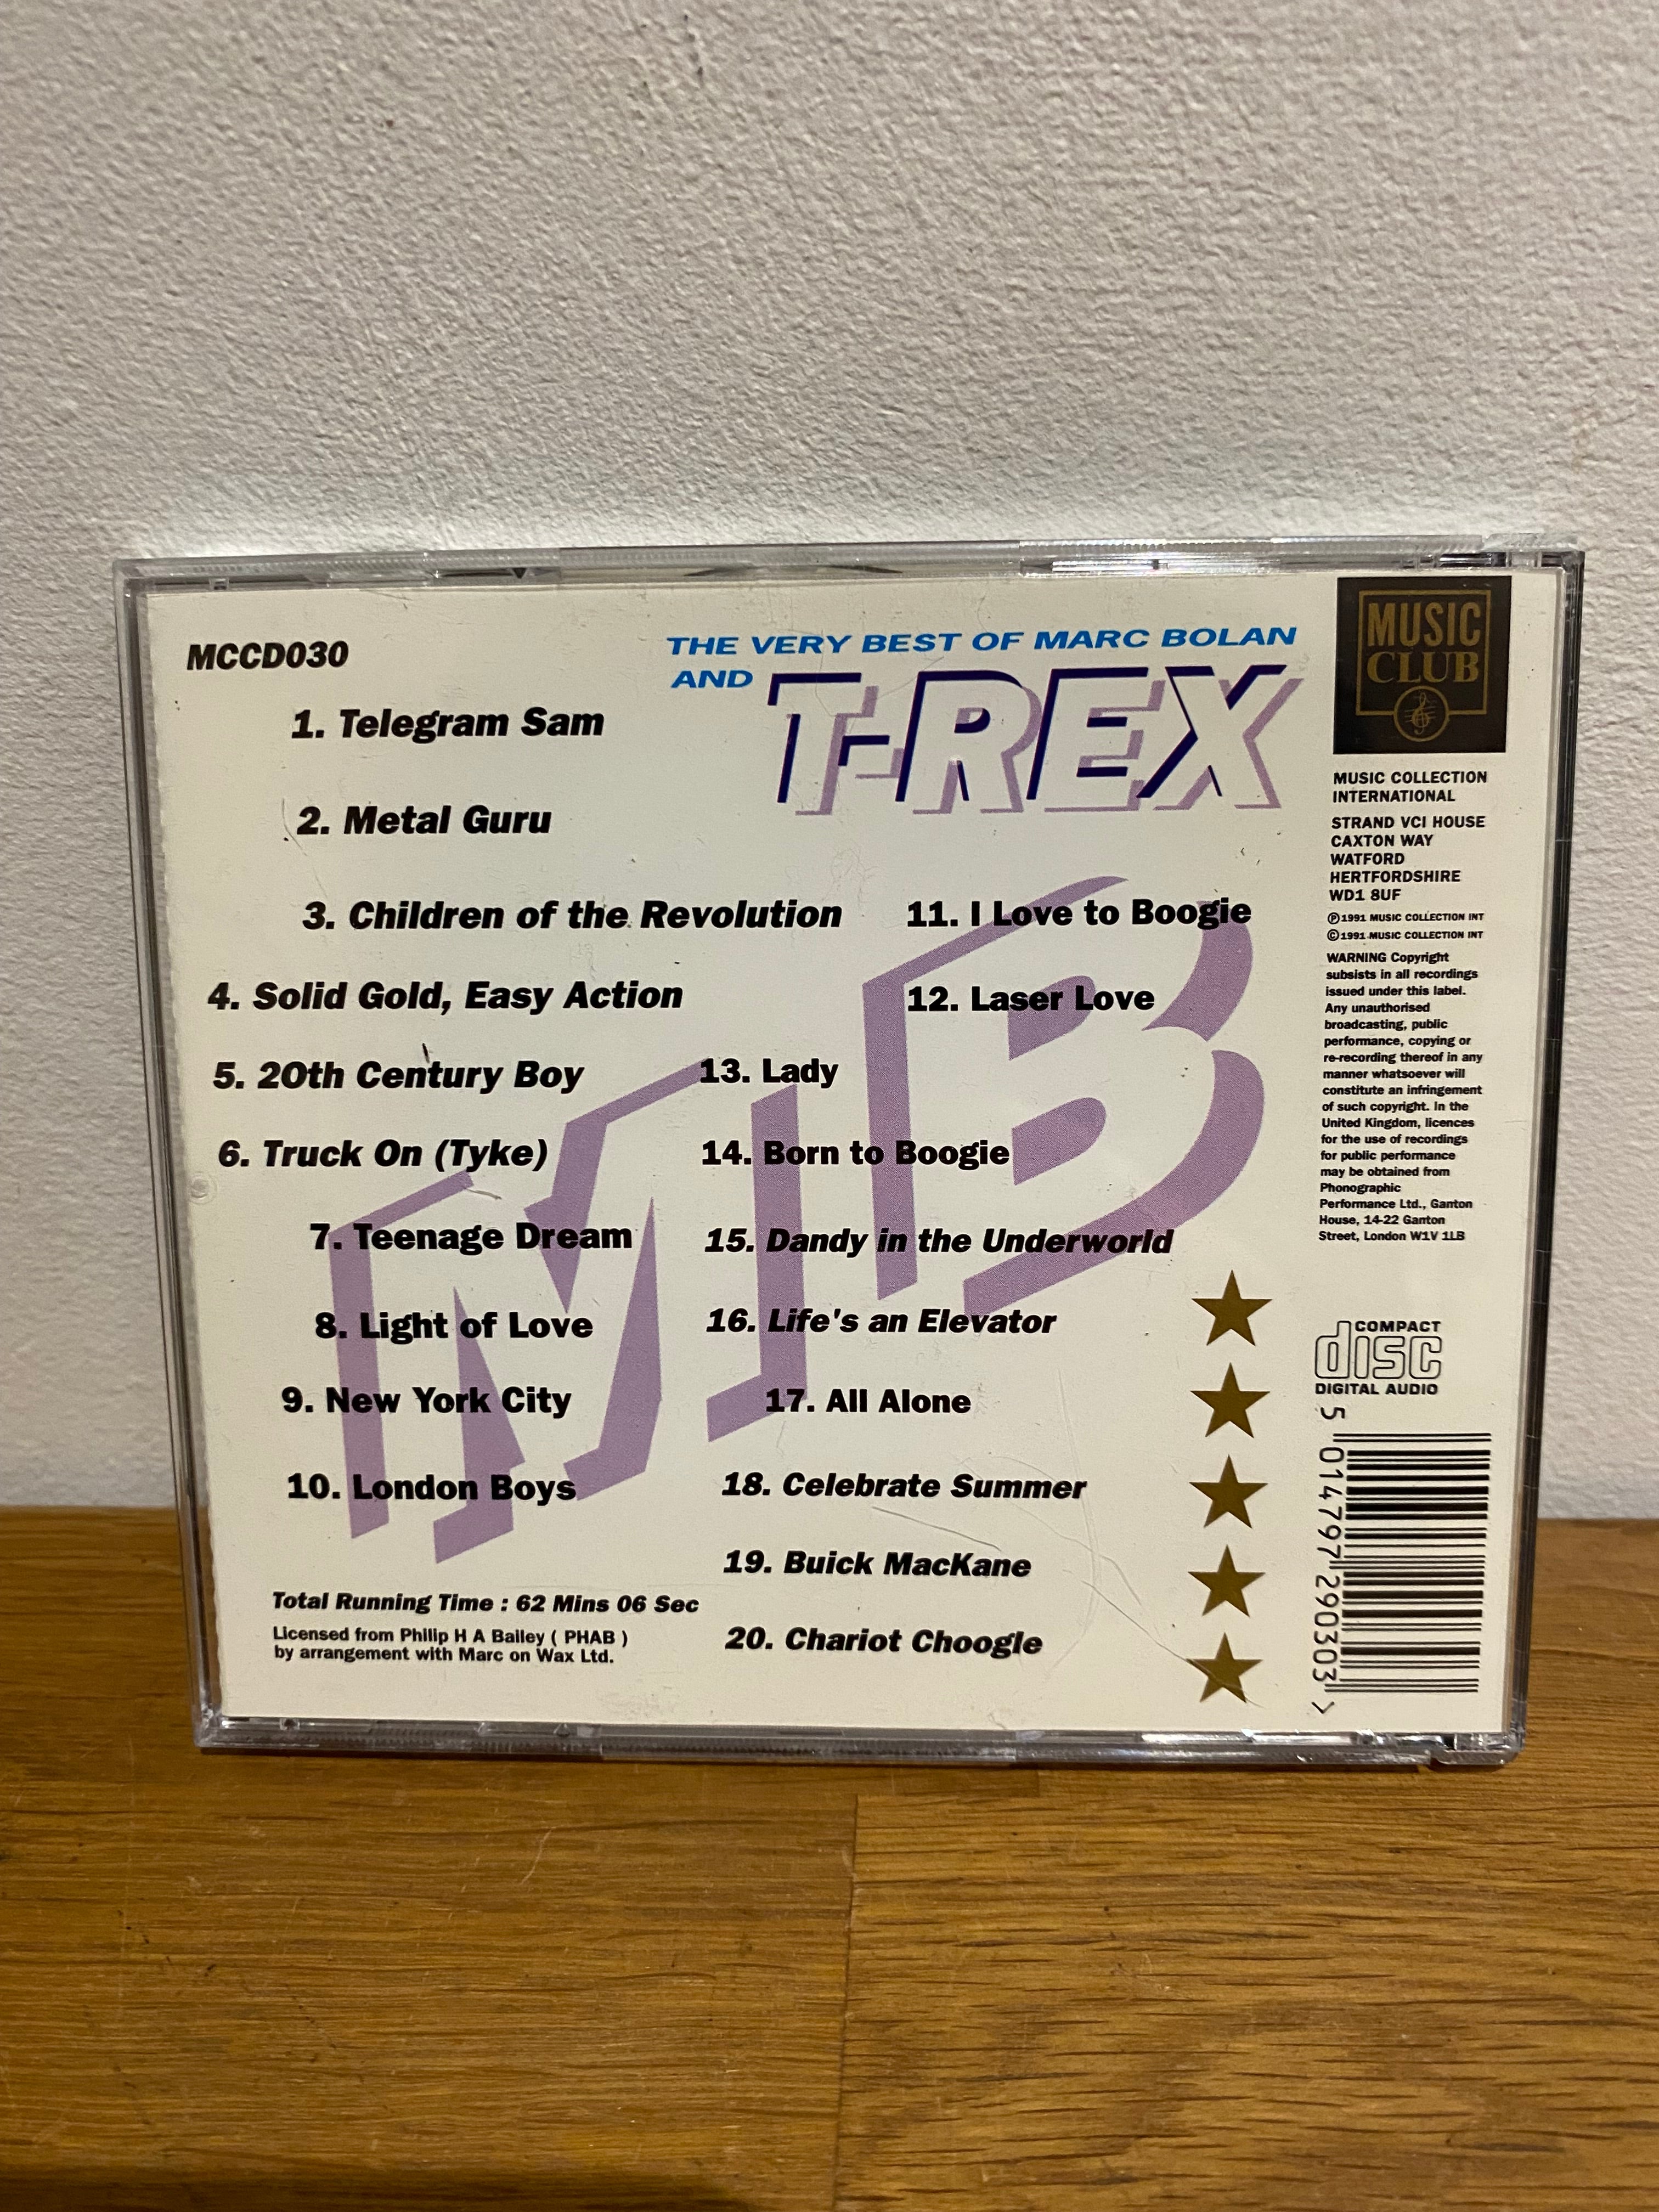 MCCD030
THE VERY BEST OF MARC BOLAN
AND T-REX
1. Telegram Sam
2. Metal Guru
3. Children of the Revolution
4. Solid Gold, Easy Action
5. 20th Century Boy
6. Truck On (Tyke)
7. Teenage Dream
8. Light of Love
9. New York City
10. London Boys
11. I Love to Boogie
12. Laser Love
13. Lady
14. Born to Boogie
15. Dandy in the Underworld
16. Life's an Elevator
17. All Alone
18. Celebrate Summer
19. Buick MacKane
20. Chariot Choogle
MB
Total Running Time : 62 Mins 06 Sec
Licensed from Philip H A Bailey ( PHAB )
by arrangement with Marc on Wax Ltd.
MUSIC
CLUB
MUSIC COLLECTION
INTERNATIONAL
STRAND VCI HOUSE
CAXTON WAY
WATFORD
HERTFORDSHIRE
WD1 8UF
Ⓟ1991 MUSIC COLLECTION INT
©1991 MUSIC COLLECTION INT
WARNING Copyright
subsists in all recordings
issued under this label.
Any unauthorised
broadcasting, public
performance, copying or
re-recording thereof in any
manner whatsoever will
constitute an infringement
of such copyright. In the
United Kingdom, licences
for the use of recordings
for public performance
may be obtained from
Phonographic
Performance Ltd., Ganton
House, 14-22 Ganton
Street, London W1V 1LB
COMPACT
disc
DIGITAL AUDIO
5 014797 290303 >